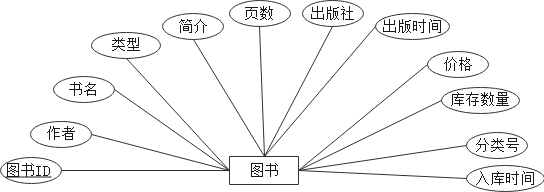 简介
页数
出版社
出版时间
类型
价格
书名
库存数量
作者
分类号
图书ID
图书
入库时间